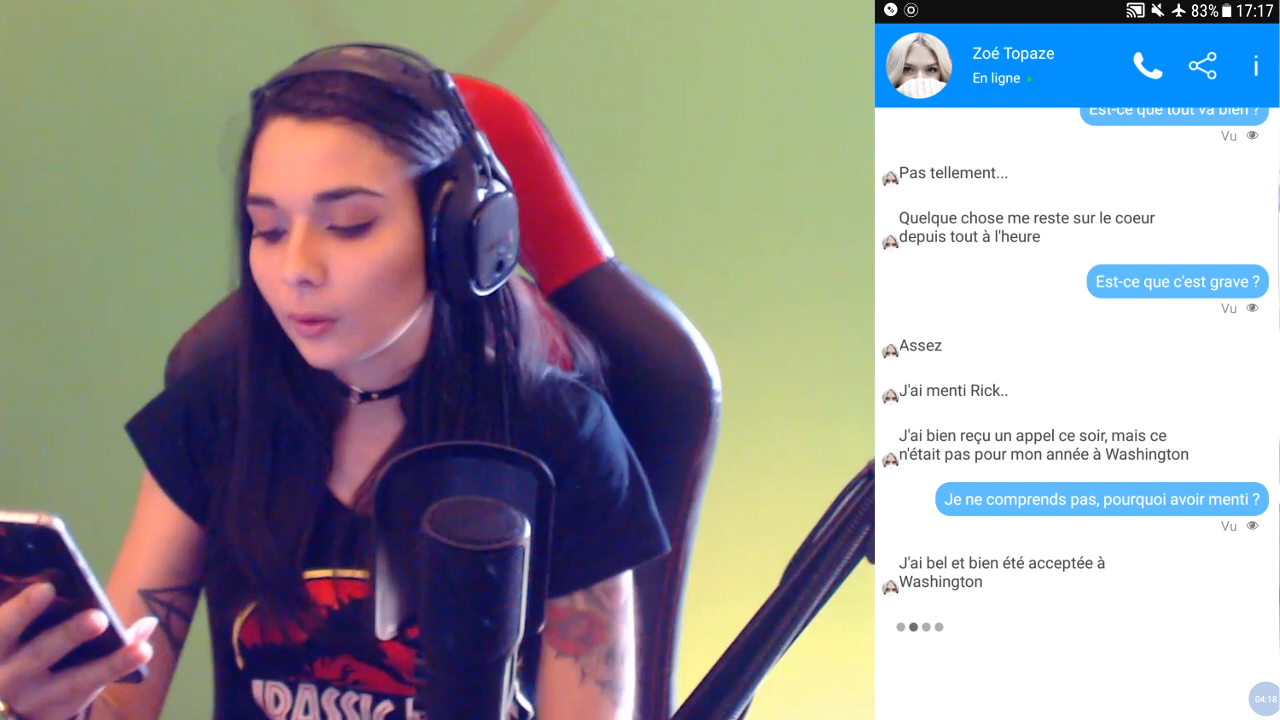 83% 17:17
Zoé Topaze
En ligne
Est-ce que tout va bien ?
Vu
Pas tellement...
Quelque chose me reste sur le coeur
depuis tout à l'heure
Est-ce que c'est grave ?
Vu
Assez
J'ai menti Rick..
J'ai bien reçu un appel ce soir, mais ce
n'était pas pour mon année à Washington
Je ne comprends pas, pourquoi avoir menti ?
Vu
J'ai bel et bien été acceptée à
Washington
04:18